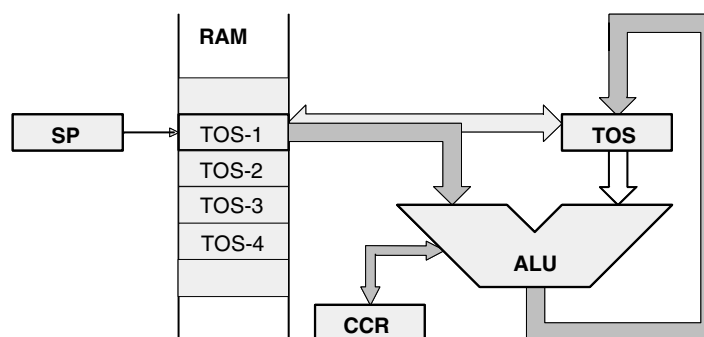 RAM
SP
TOS-1
TOS
TOS-2
TOS-3
TOS-4
ALU
CCR